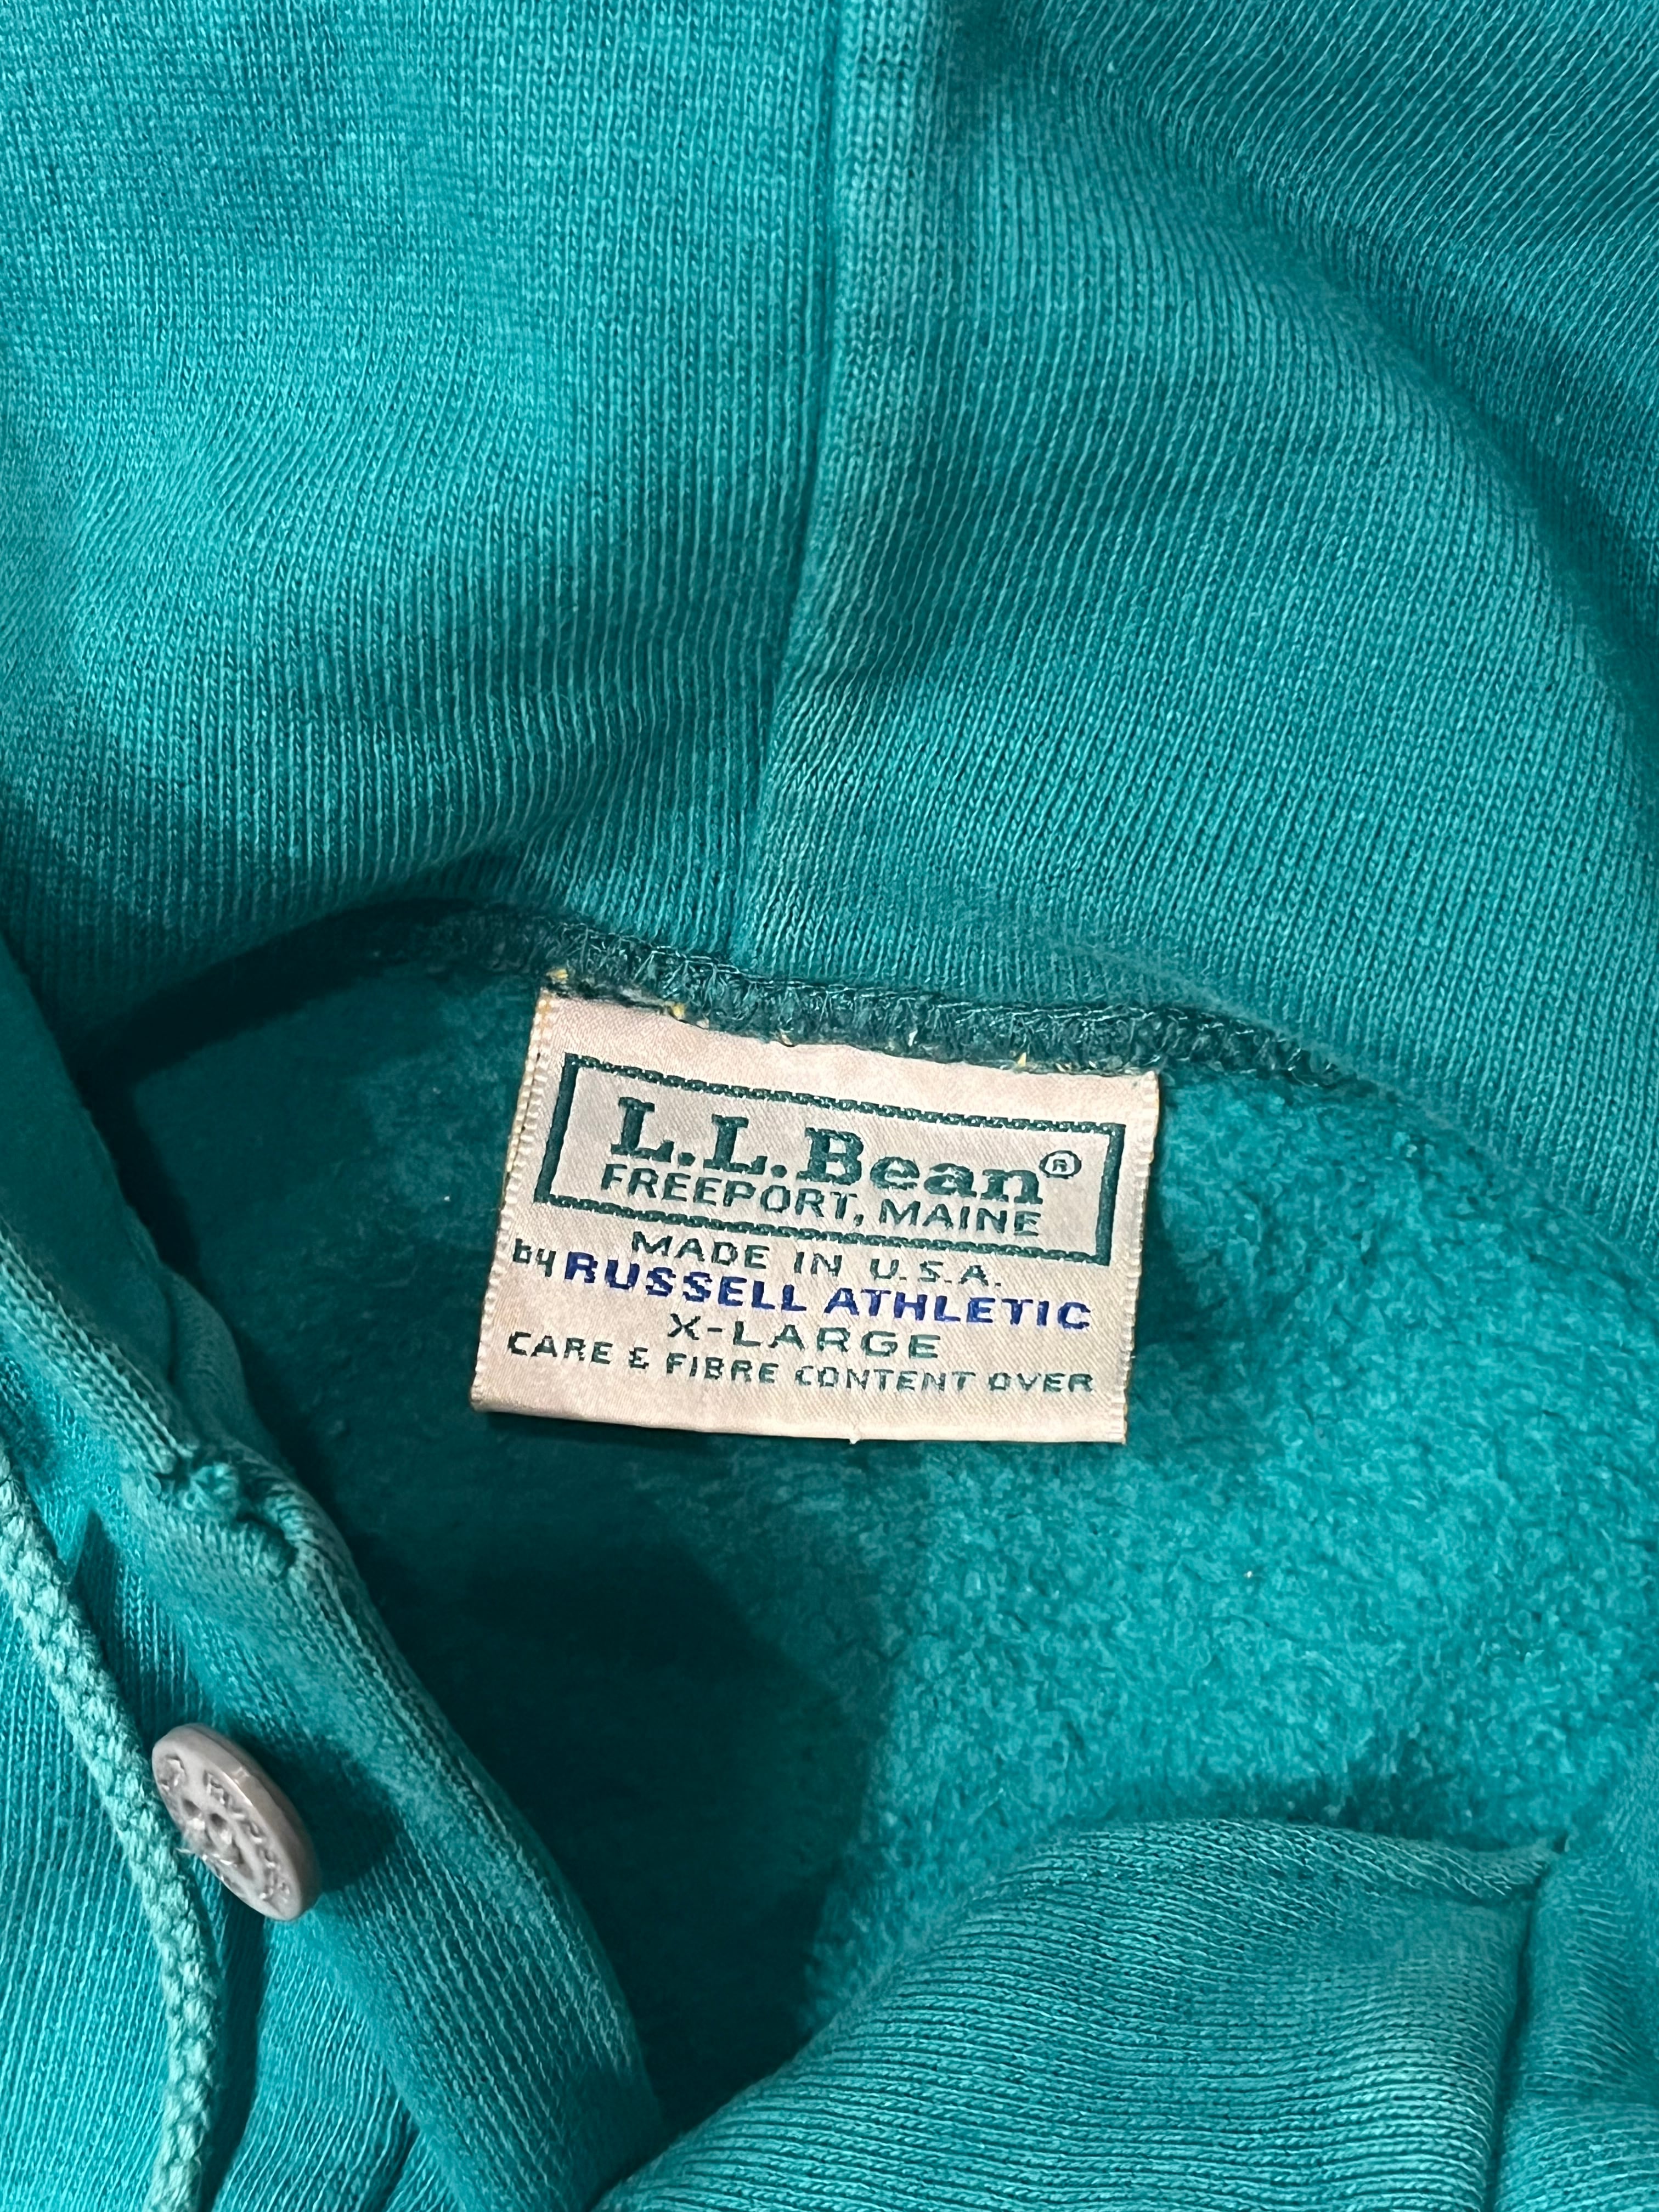 L.L.Bean®
FREEPORT, MAINE
MADE IN U.S.A.
by RUSSELL ATHLETIC
X-LARGE
CARE & FIBRE CONTENT OVER